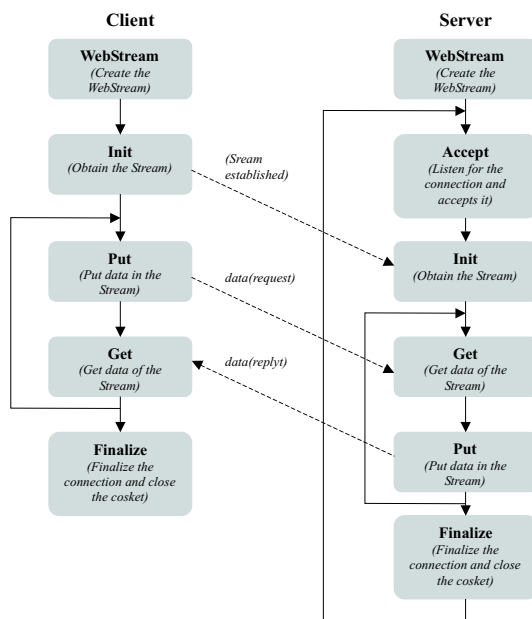 Client
WebStream
(Create the
WebStream)
Init
(Obtain the Stream)
Put
(Put data in the
Stream)
Get
(Get data of the
Stream)
Finalize
(Finalize the
connection and close
the cosket)
(Sream
established)
data(request)
data(replyt)
Server
WebStream
(Create the
WebStream)
Accept
(Listen for the
connection and
accepts it)
Init
(Obtain the Stream)
Get
(Get data of the
Stream)
Put
(Put data in the
Stream)
Finalize
(Finalize the
connection and close
the cosket)